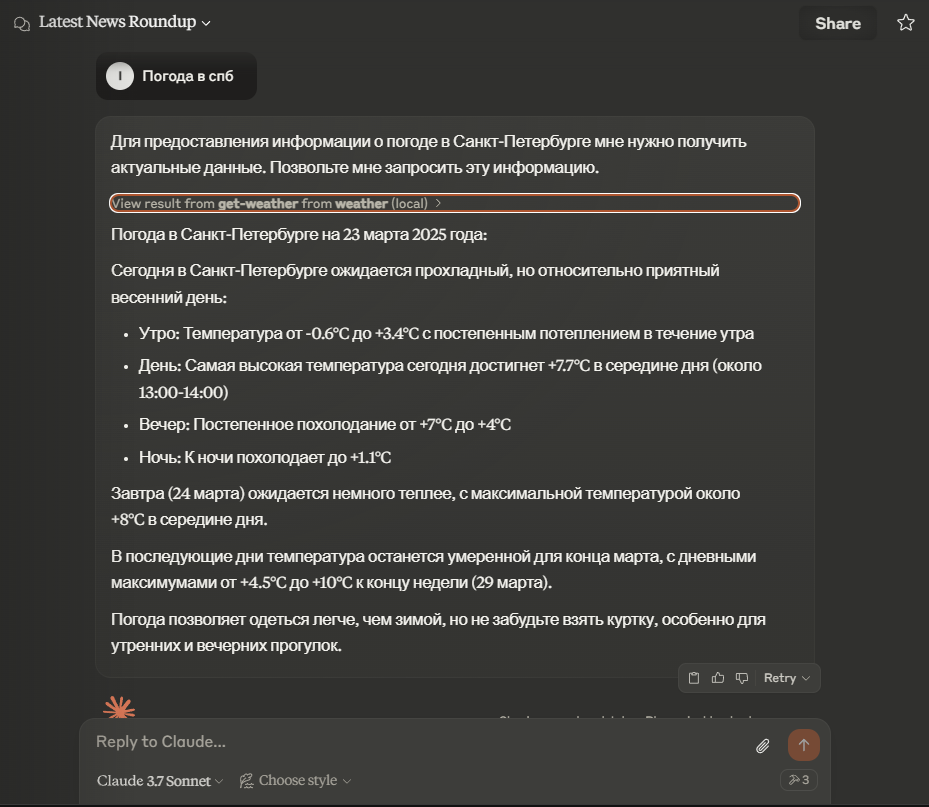 Latest News Roundup
Share
I
Погода в спб
Для предоставления информации о погоде в Санкт-Петербурге мне нужно получить
актуальные данные. Позвольте мне запросить эту информацию.
View result from get-weather from weather (local)
Погода в Санкт-Петербурге на 23 марта 2025 года:
Сегодня в Санкт-Петербурге ожидается прохладный, но относительно приятный
весенний день:
• Утро: Температура от -0.6°C до +3.4°C с постепенным потеплением в течение утра
• День: Самая высокая температура сегодня достигнет +7.7°C в середине дня (около
13:00-14:00)
• Вечер: Постепенное похолодание от +7°C до +4°C
• Ночь: К ночи похолодает до +1.1°C
Завтра (24 марта) ожидается немного теплее, с максимальной температурой около
+8°C в середине дня.
В последующие дни температура останется умеренной для конца марта, с дневными
максимумами от +4.5°C до +10°C к концу недели (29 марта).
Погода позволяет одеться легче, чем зимой, но не забудьте взять куртку, особенно для
утренних и вечерних прогулок.
Retry
Reply to Claude...
Claude 3.7 Sonnet Choose style 3